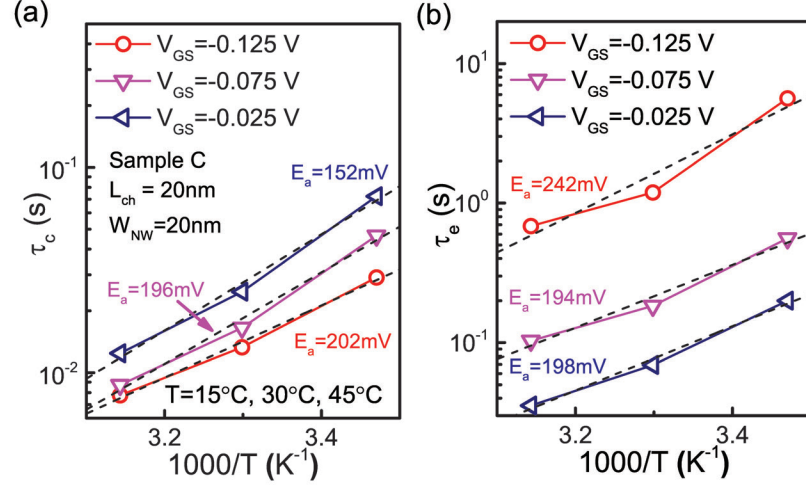 (a)
V_GS=-0.125 V
V_GS=-0.075 V
V_GS=-0.025 V
Sample C
L_ch = 20nm
W_NW=20nm
E_a=152mV
E_a=196mV
E_a=202mV
T=15°C, 30°C, 45°C
10^-1
10^-2
τ_c (s)
3.2
3.4
1000/T (K^-1)
(b)
V_GS=-0.125 V
V_GS=-0.075 V
V_GS=-0.025 V
E_a=242mV
E_a=194mV
E_a=198mV
10^1
10^0
10^-1
τ_e (s)
3.2
3.4
1000/T (K^-1)